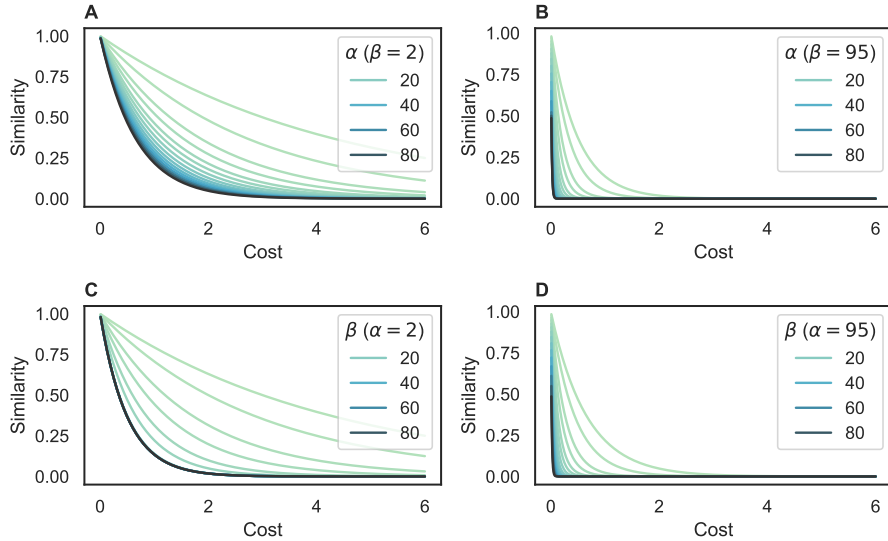 A
1.00
0.75
0.50
0.25
0.00
Similarity
0 2 4 6
Cost
α (β = 2)
20
40
60
80
B
1.00
0.75
0.50
0.25
0.00
Similarity
0 2 4 6
Cost
α (β = 95)
20
40
60
80
C
1.00
0.75
0.50
0.25
0.00
Similarity
0 2 4 6
Cost
β (α = 2)
20
40
60
80
D
1.00
0.75
0.50
0.25
0.00
Similarity
0 2 4 6
Cost
β (α = 95)
20
40
60
80